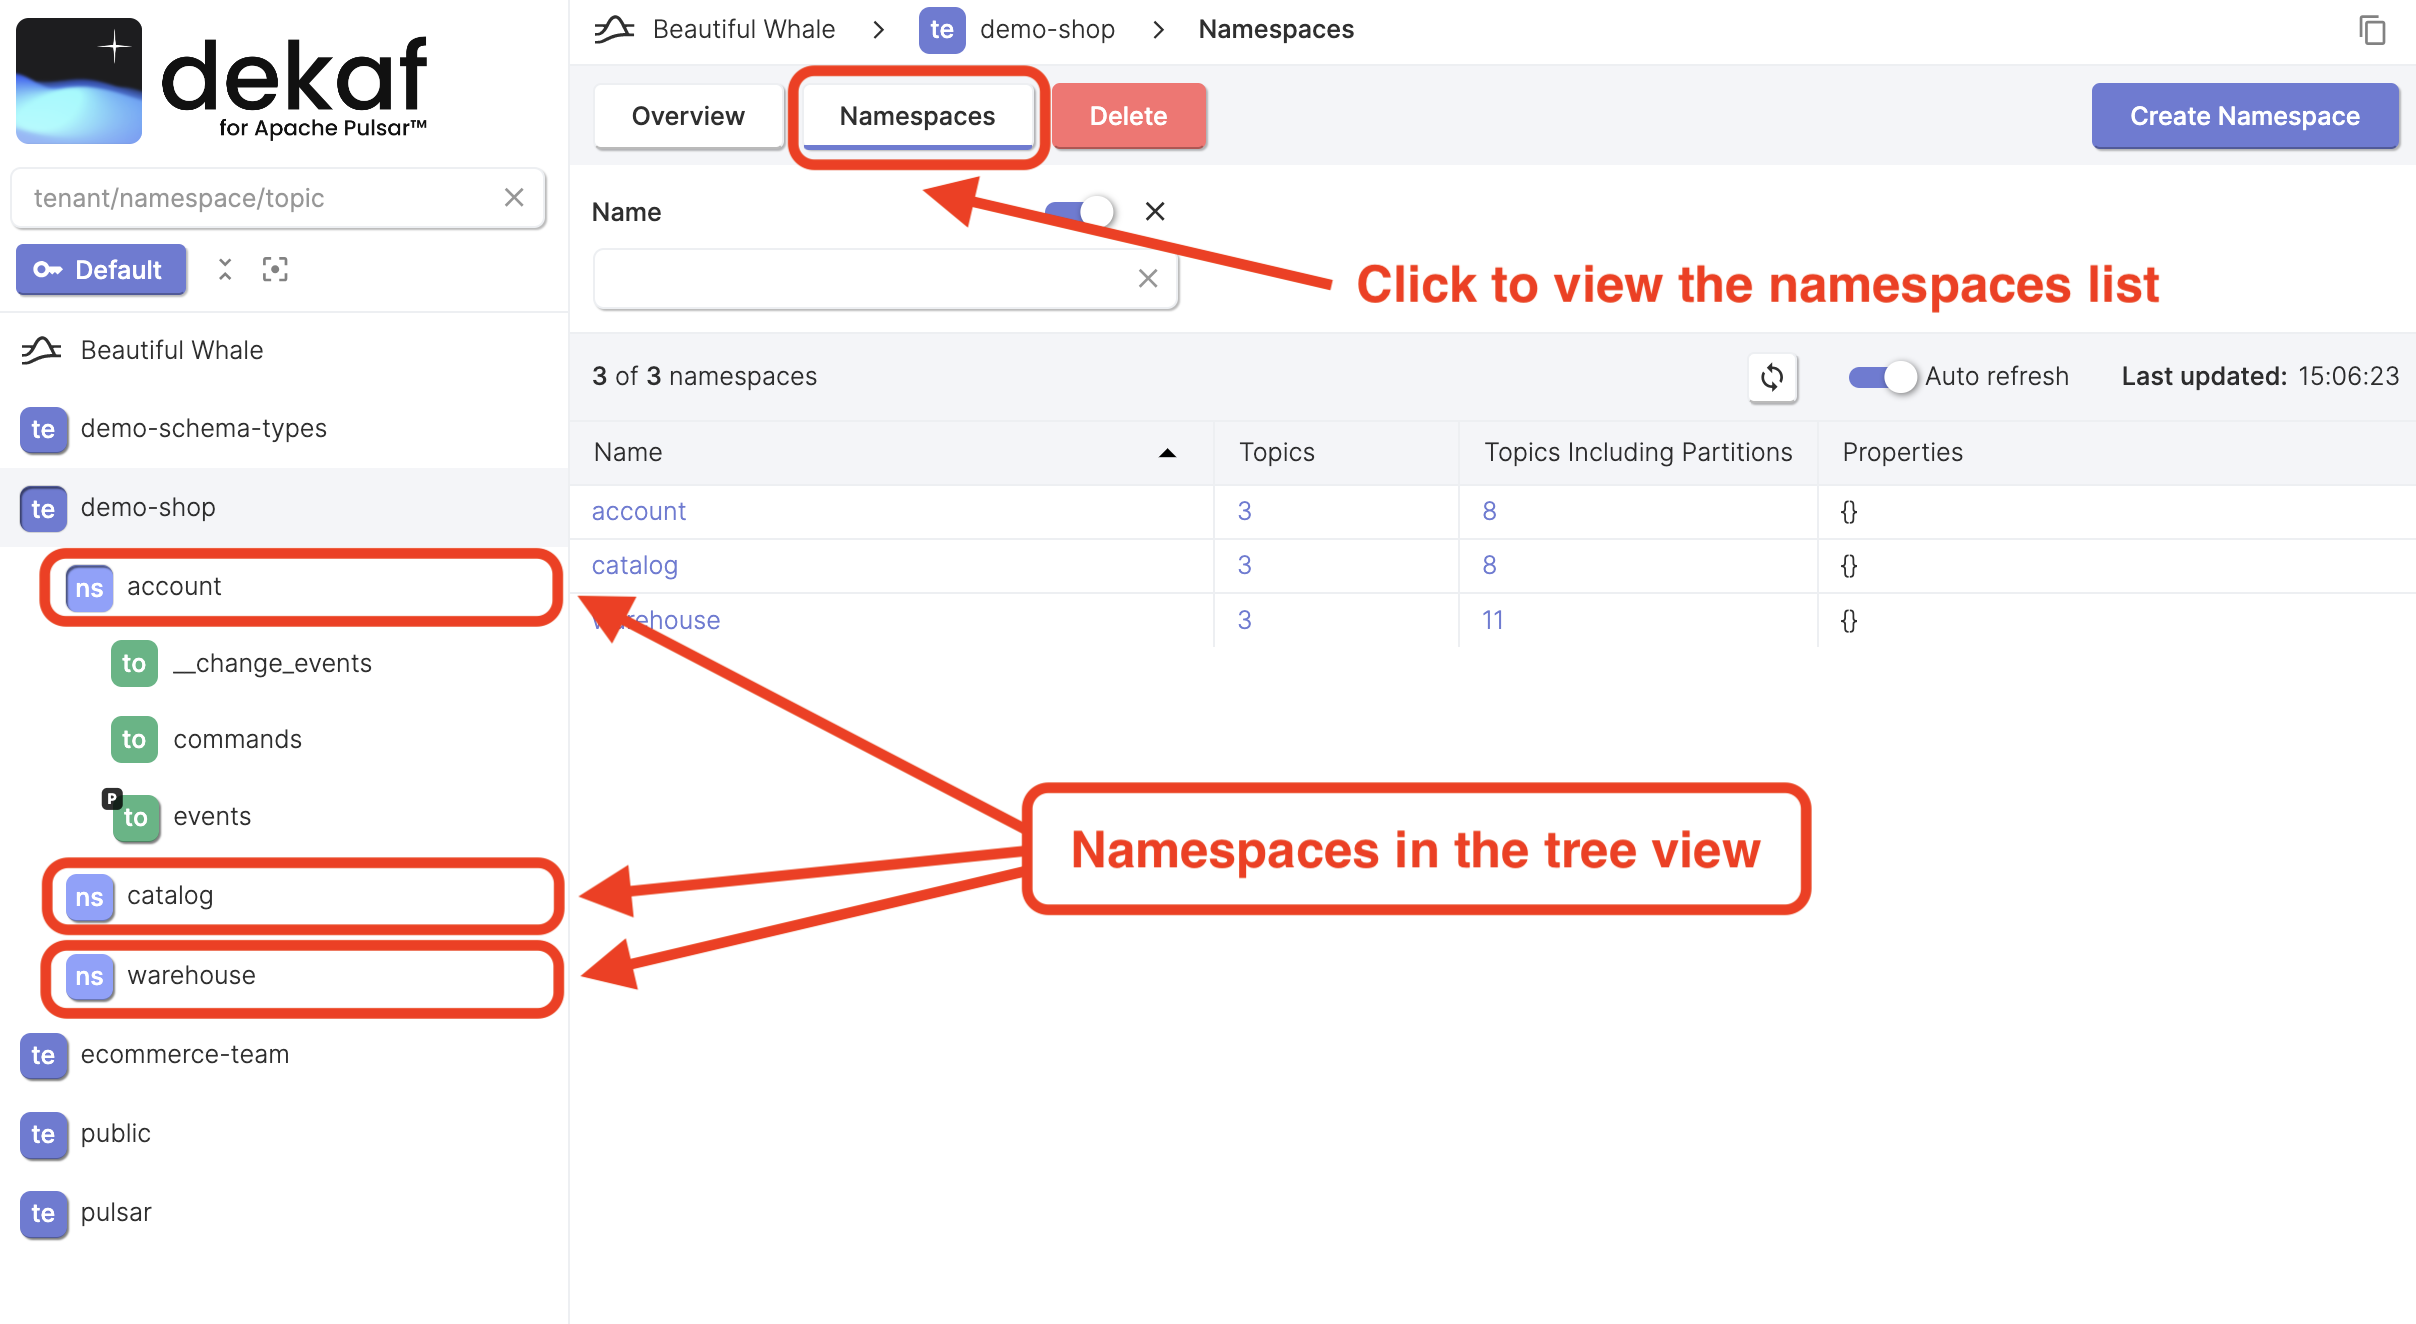 dekaf
for Apache Pulsar™
tenant/namespace/topic
Default
Beautiful Whale
te demo-schema-types
te demo-shop
ns account
to __change_events
to commands
P
to events
ns catalog
ns warehouse
te ecommerce-team
te public
te pulsar
Beautiful Whale > te demo-shop > Namespaces
Overview Namespaces Delete Create Namespace
Name
Click to view the namespaces list
3 of 3 namespaces Auto refresh Last updated: 15:06:23
Name Topics Topics Including Partitions Properties
account 3 8 {}
catalog 3 8 {}
warehouse 3 11 {}
Namespaces in the tree view